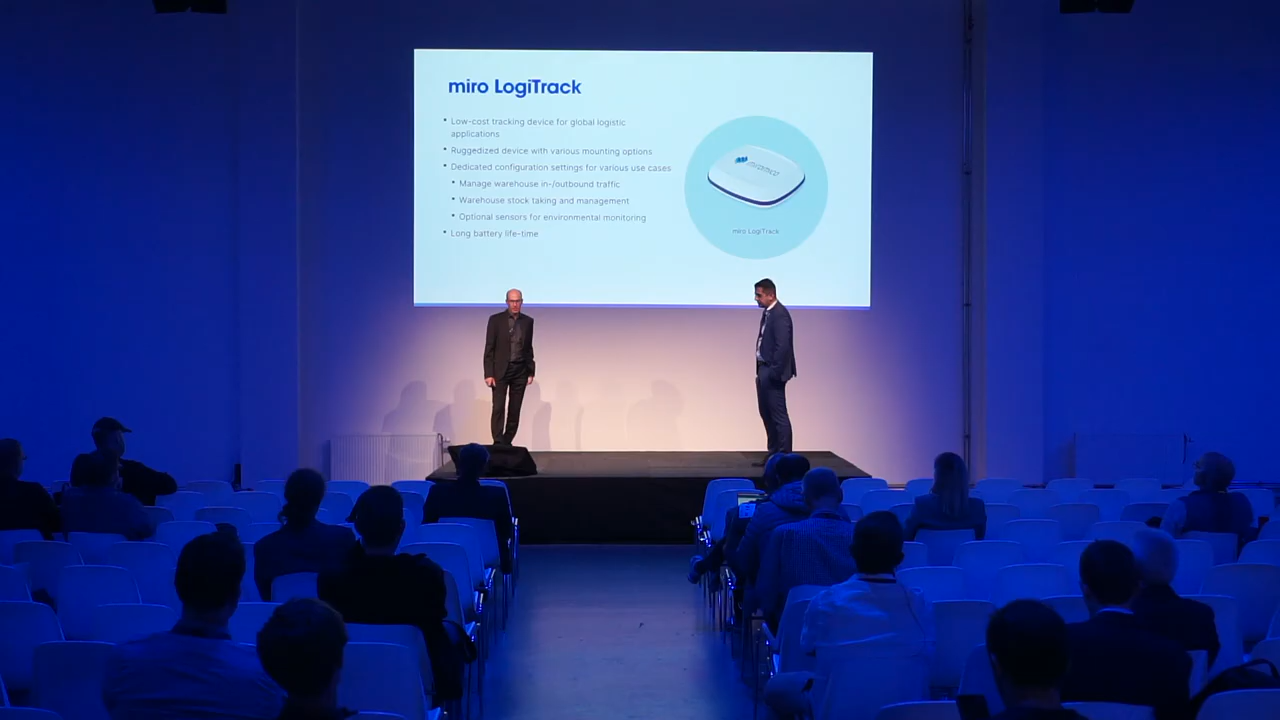 miro LogiTrack
• Low-cost tracking device for global logistic
applications
• Ruggedized device with various mounting options
• Dedicated configuration settings for various use cases
• Manage warehouse in-/outbound traffic
• Warehouse stock taking and management
• Optional sensors for environmental monitoring
• Long battery life-time
miromico
miro LogiTrack